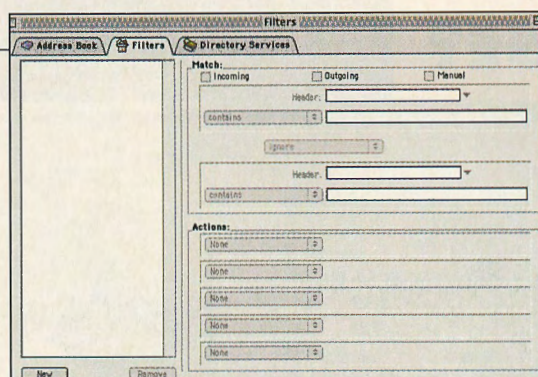 Filters
Address Book Filters Directory Services
Match:
Incoming Outgoing Manual
Header:
contains
ignore
Header:
contains
Actions:
None
None
None
None
None
New Remove